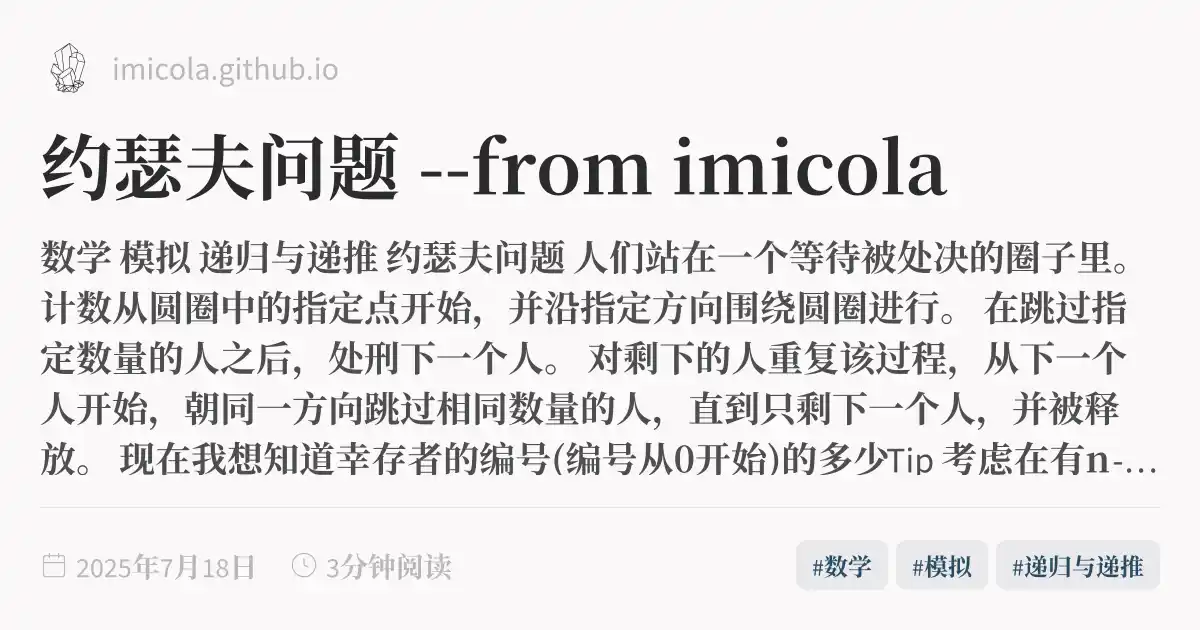 imicola.github.io
约瑟夫问题 --from imicola
数学 模拟 递归与递推 约瑟夫问题 人们站在一个等待被处决的圈子里。
计数从圆圈中的指定点开始，并沿指定方向围绕圆圈进行。 在跳过指
定数量的人之后，处刑下一个人。 对剩下的人重复该过程，从下一个
人开始，朝同一方向跳过相同数量的人，直到只剩下一个人，并被释
放。 现在我想知道幸存者的编号(编号从0开始)的多少Tip 考虑在有n-…
2025年7月18日 3分钟阅读 #数学 #模拟 #递归与递推